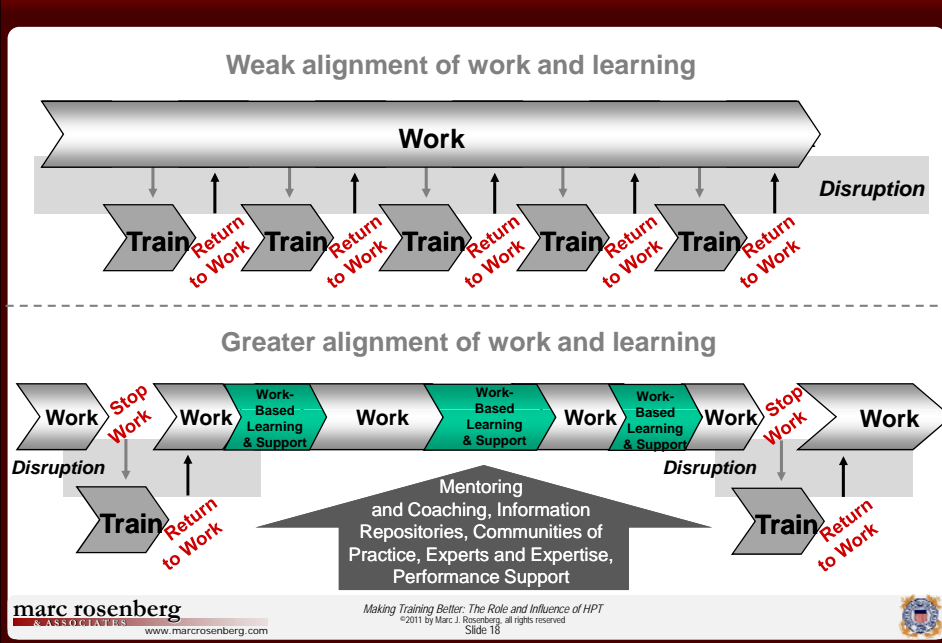 Weak alignment of work and learning
Work
Disruption
Train
Return
to Work
Train
Return
to Work
Train
Return
to Work
Train
Return
to Work
Train
Return
to Work
Greater alignment of work and learning
Work
Stop
Work
Work
Work-
Based
Learning
& Support
Work
Work-
Based
Learning
& Support
Work
Work-
Based
Learning
& Support
Work
Stop
Work
Work
Disruption
Disruption
Train
Return
to Work
Mentoring
and Coaching, Information
Repositories, Communities of
Practice, Experts and Expertise,
Performance Support
Train
Return
to Work
marc rosenberg
& ASSOCIATES
www.marcrosenberg.com
Making Training Better: The Role and Influence of HPT
©2011 by Marc J. Rosenberg, all rights reserved
Slide 18